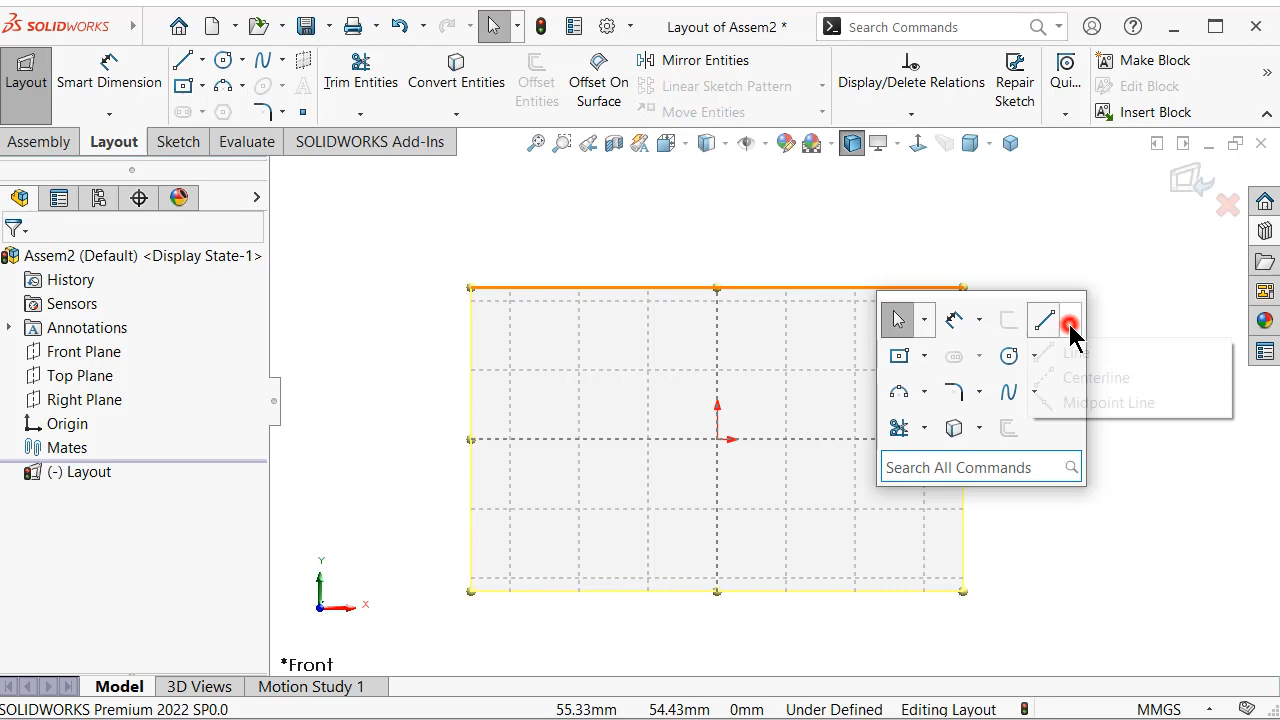 SOLIDWORKS
Layout of Assem2 *
Search Commands
Layout
Smart Dimension
Trim Entities
Convert Entities
Offset Entities
Offset On Surface
Mirror Entities
Linear Sketch Pattern
Move Entities
Display/Delete Relations
Repair Sketch
Qui...
Make Block
Edit Block
Insert Block
Assembly
Layout
Sketch
Evaluate
SOLIDWORKS Add-Ins
Assem2 (Default) <Display State-1>
History
Sensors
Annotations
Front Plane
Top Plane
Right Plane
Origin
Mates
(-) Layout
Line
Centerline
Midpoint Line
Search All Commands
Y
X
*Front
Model
3D Views
Motion Study 1
SOLIDWORKS Premium 2022 SP0.0
55.33mm
54.43mm
0mm
Under Defined
Editing Layout
MMGS